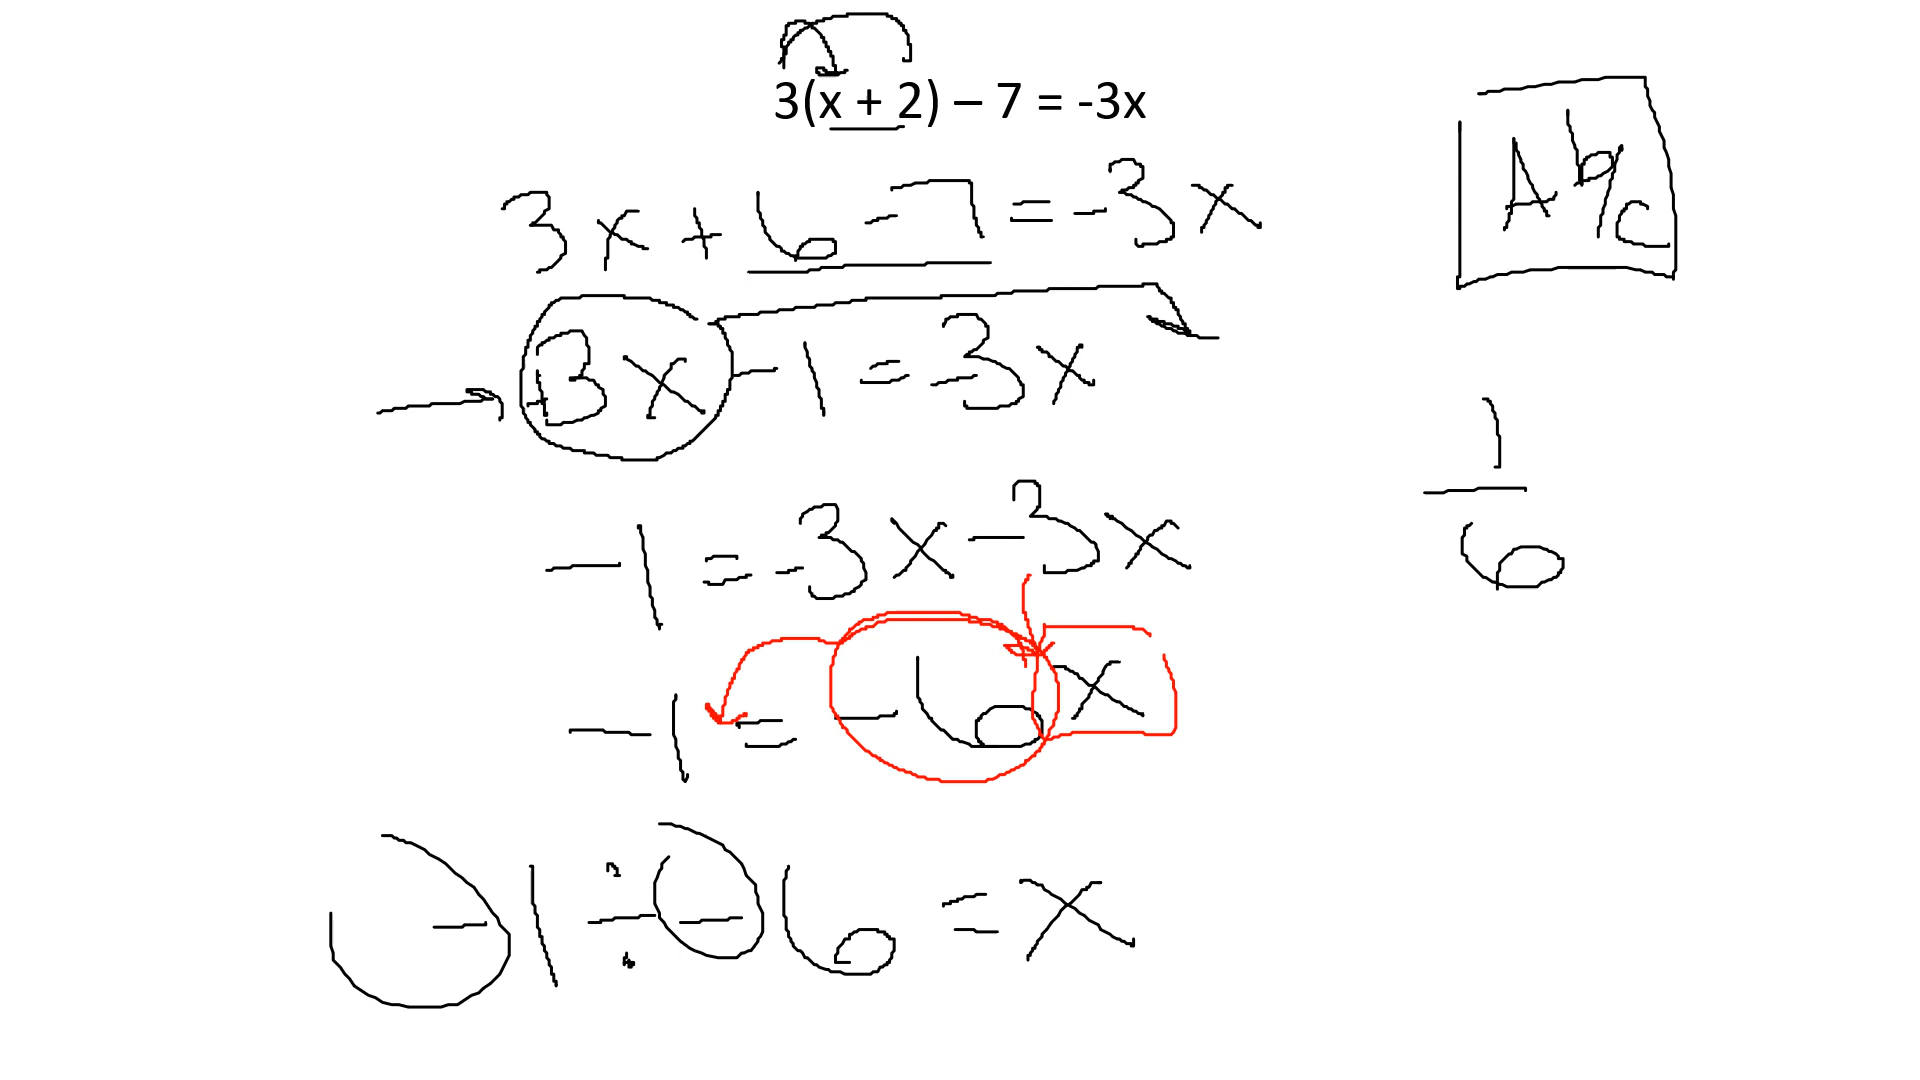 3(x + 2) – 7 = -3x
3x + 6 - 7 = -3x
3x - 1 = -3x
-1 = -3x - 3x
-1 = -6x
-1 ÷ -6 = x
A b/c
1
6